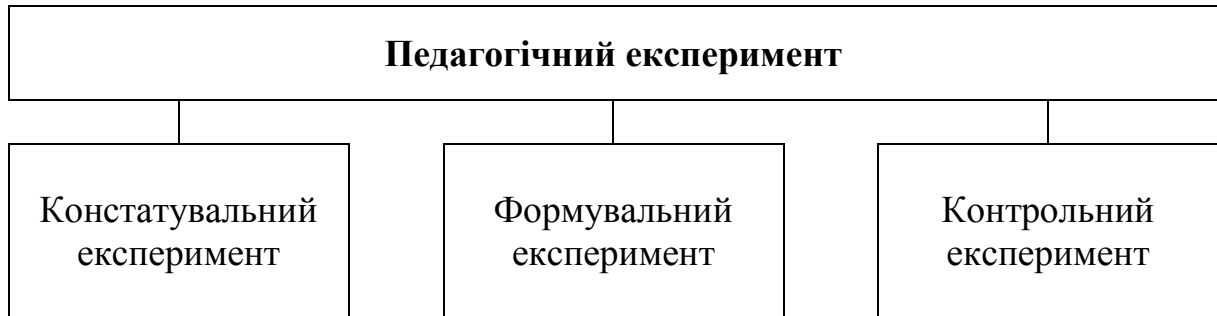 Педагогічний експеримент
Констатувальний
експеримент
Формувальний
експеримент
Контрольний
експеримент